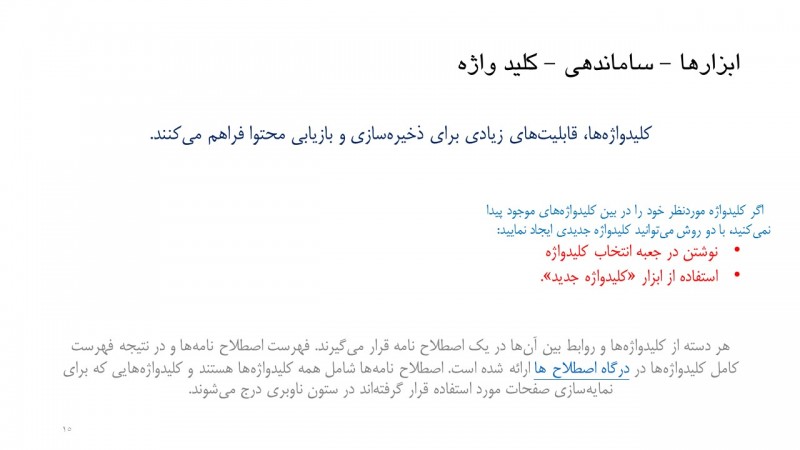 ابزارها – ساماندهی – کلید واژه
کلیدواژه‌ها، قابلیت‌های زیادی برای ذخیره‌سازی و بازیابی محتوا فراهم می‌کنند.
اگر کلیدواژه موردنظر خود را در بین کلیدواژه‌های موجود پیدا
نمی‌کنید، با دو روش می‌توانید کلیدواژه جدیدی ایجاد نمایید:
• نوشتن در جعبه انتخاب کلیدواژه
• استفاده از ابزار «کلیدواژه جدید».
هر دسته از کلیدواژه‌ها و روابط بین آن‌ها در یک اصطلاح نامه قرار می‌گیرند. فهرست اصطلاح نامه‌ها و در نتیجه فهرست
کامل کلیدواژه‌ها در درگاه اصطلاح ها ارائه شده است. اصطلاح نامه‌ها شامل همه کلیدواژه‌ها هستند و کلیدواژه‌هایی که برای
نمایه‌سازی صفحات مورد استفاده قرار گرفته‌اند در ستون ناوبری درج می‌شوند.
۱۵